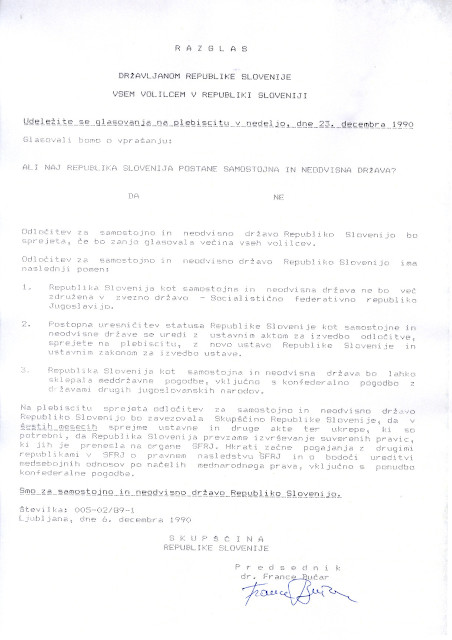 R A Z G L A S
DRŽAVLJANOM REPUBLIKE SLOVENIJE
VSEM VOLILCEM V REPUBLIKI SLOVENIJI
Udeležite se glasovanja na plebiscitu v nedeljo, dne 23. decembra 1990
Glasovali bomo o vprašanju:
ALI NAJ REPUBLIKA SLOVENIJA POSTANE SAMOSTOJNA IN NEODVISNA DRŽAVA?
DA NE
Odločitev za samostojno in neodvisno državo Republiko Slovenijo bo
sprejeta, če bo zanjo glasovala večina vseh volilcev.
Odločitev za samostojno in neodvisno državo Republiko Slovenijo ima
naslednji pomen:
1. Republika Slovenija kot samostojna in neodvisna država ne bo več
združena v zvezno državo - Socialistično federativno republiko
Jugoslavijo.
2. Postopna uresničitev statusa Republike Slovenije kot samostojne in
neodvisne države se uredi z ustavnim aktom za izvedbo odločitve,
sprejete na plebiscitu, z novo ustavo Republike Slovenije in
ustavnim zakonom za izvedbo ustave.
3. Republika Slovenija kot samostojna in neodvisna država bo lahko
sklepala meddržavne pogodbe, vključno s konfederalno pogodbo z
državami drugih jugoslovanskih narodov.
Na plebiscitu sprejeta odločitev za samostojno in neodvisno državo
Republiko Slovenijo bo zavezovala Skupščino Republike Slovenije, da v
šestih mesecih sprejme ustavne in druge akte ter ukrepe, ki so
potrebni, da Republika Slovenija prevzame izvrševanje suverenih pravic,
ki jih je prenesla na organe SFRJ. Hkrati začne pogajanja z drugimi
republikami v SFRJ o pravnem nasledstvu SFRJ in o bodoči ureditvi
medsebojnih odnosov po načelih mednarodnega prava, vključno s ponudbo
konfederalne pogodbe.
Smo za samostojno in neodvisno državo Republiko Slovenijo.
Številka: 005-02/89-1
Ljubljana, dne 6. decembra 1990
S K U P Š Č I N A
REPUBLIKE SLOVENIJE
P r e d s e d n i k
dr. France Bučar
France Bučar